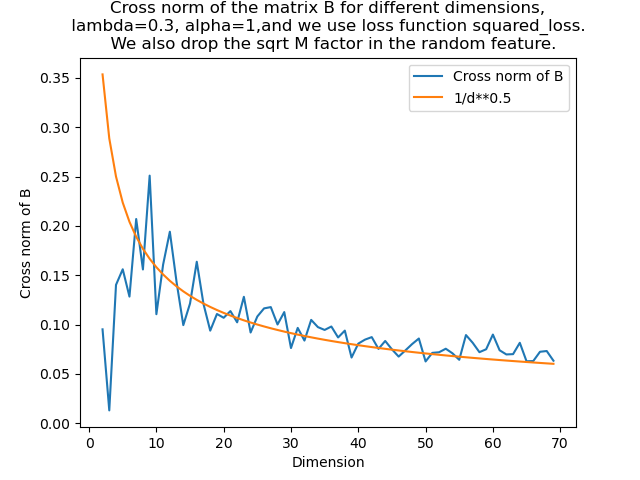 Cross norm of the matrix B for different dimensions,
lambda=0.3, alpha=1,and we use loss function squared_loss.
We also drop the sqrt M factor in the random feature.
Cross norm of B
1/d**0.5
0.35
0.30
0.25
0.20
0.15
0.10
0.05
0.00
Cross norm of B
0 10 20 30 40 50 60 70
Dimension